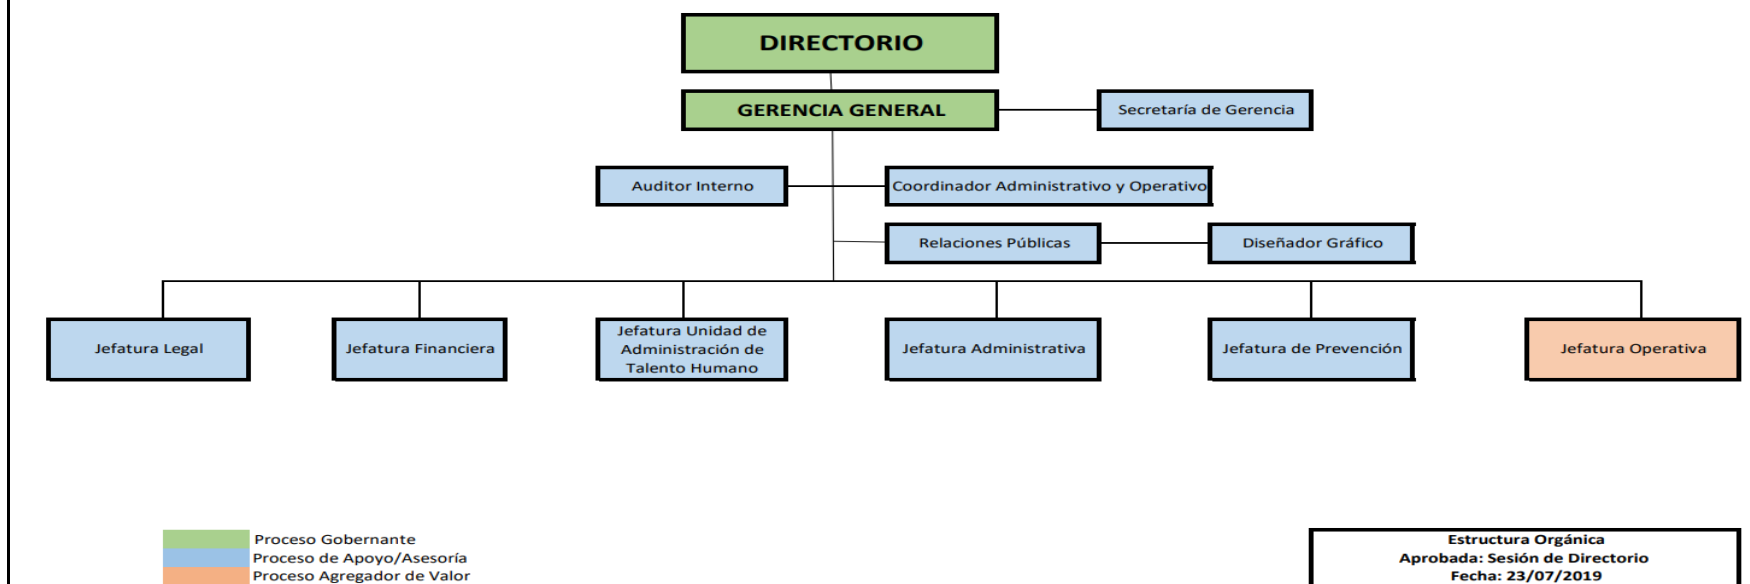 DIRECTORIO
GERENCIA GENERAL
Secretaría de Gerencia
Auditor Interno
Coordinador Administrativo y Operativo
Relaciones Públicas
Diseñador Gráfico
Jefatura Legal
Jefatura Financiera
Jefatura Unidad de
Administración de
Talento Humano
Jefatura Administrativa
Jefatura de Prevención
Jefatura Operativa
Proceso Gobernante
Proceso de Apoyo/Asesoría
Proceso Agregador de Valor
Estructura Orgánica
Aprobada: Sesión de Directorio
Fecha: 23/07/2019